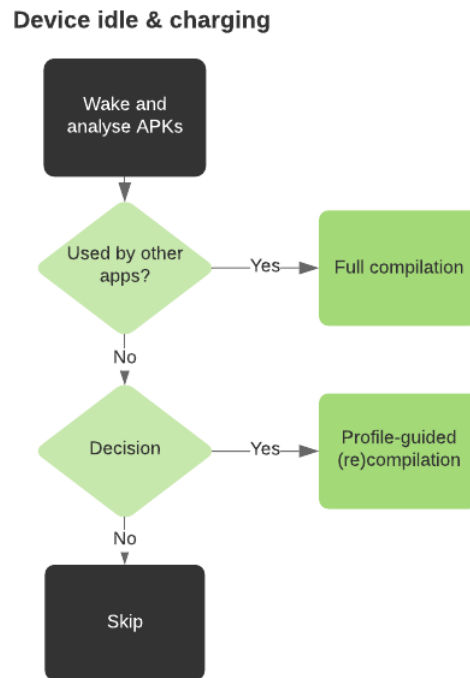 Device idle & charging
Wake and
analyse APKs
Used by other
apps?
Yes
Full compilation
No
Decision
Yes
Profile-guided
(re)compilation
No
Skip